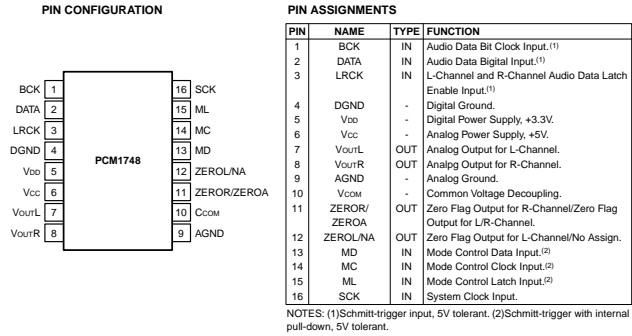 PIN CONFIGURATION
BCK 1
DATA 2
LRCK 3
DGND 4
VDD 5
VCC 6
VOUTL 7
VOUTR 8
PCM1748
16 SCK
15 ML
14 MC
13 MD
12 ZEROL/NA
11 ZEROR/ZEROA
10 CCOM
9 AGND
PIN ASSIGNMENTS
PIN NAME TYPE FUNCTION
1 BCK IN Audio Data Bit Clock Input.(1)
2 DATA IN Audio Data Bigital Input.(1)
3 LRCK IN L-Channel and R-Channel Audio Data Latch
Enable Input.(1)
4 DGND - Digital Ground.
5 VDD - Digital Power Supply, +3.3V.
6 VCC - Analog Power Supply, +5V.
7 VOUTL OUT Analog Output for L-Channel.
8 VOUTR OUT Analpg Output for R-Channel.
9 AGND - Analog Ground.
10 VCOM - Common Voltage Decoupling.
11 ZEROR/ OUT Zero Flag Output for R-Channel/Zero Flag
ZEROA Output for L/R-Channel.
12 ZEROL/NA OUT Zero Flag Output for L-Channel/No Assign.
13 MD IN Mode Control Data Input.(2)
14 MC IN Mode Control Clock Input.(2)
15 ML IN Mode Control Latch Input.(2)
16 SCK IN System Clock Input.
NOTES: (1)Schmitt-trigger input, 5V tolerant. (2)Schmitt-trigger with internal
pull-down, 5V tolerant.